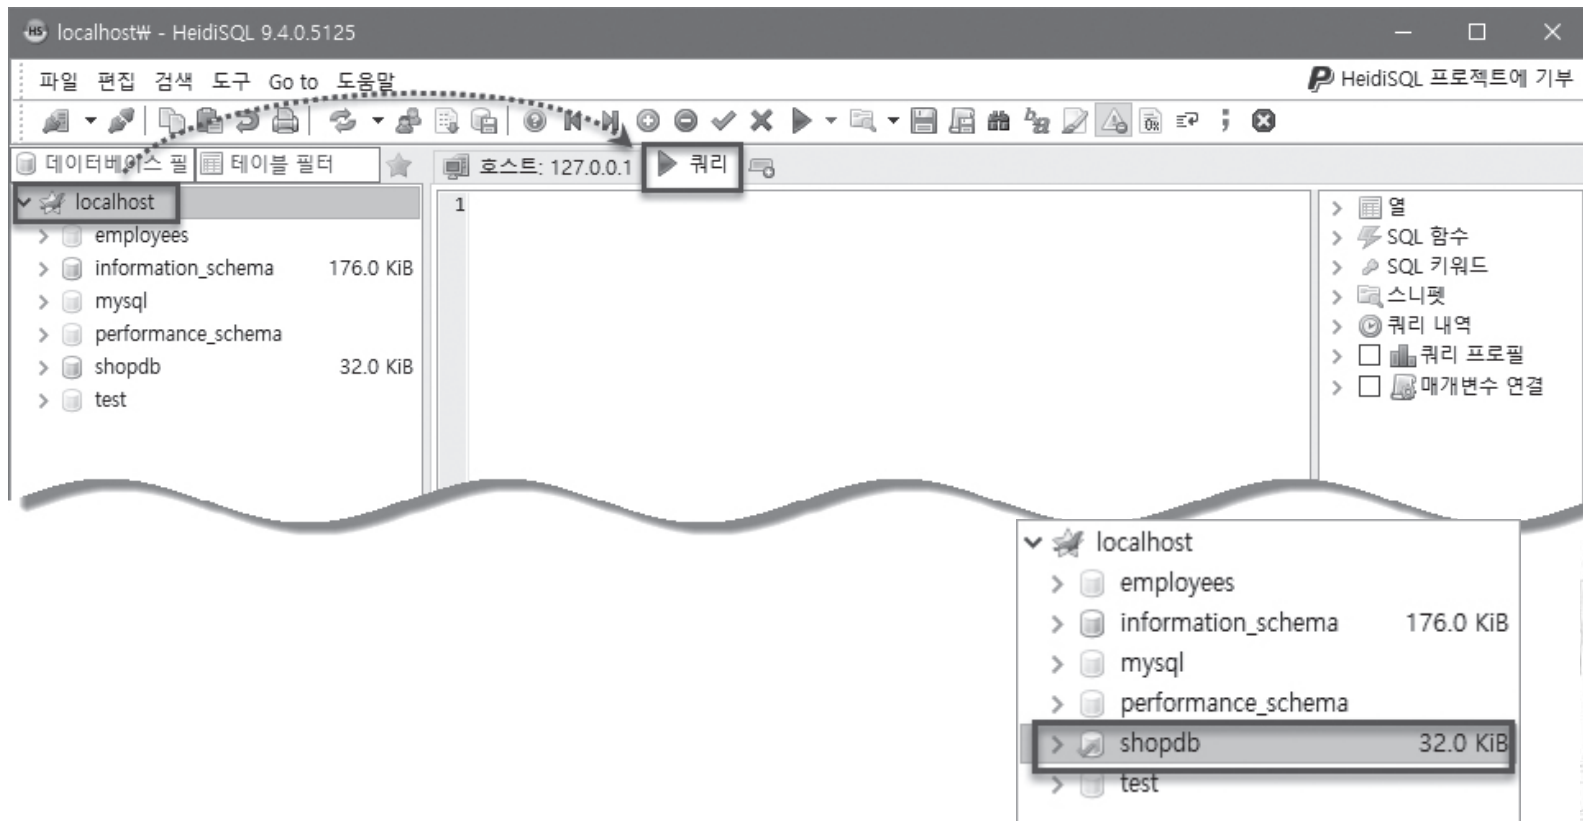 localhost₩ - HeidiSQL 9.4.0.5125
파일 편집 검색 도구 Go to 도움말
HeidiSQL 프로젝트에 기부
데이터베이스 필 테이블 필터
호스트: 127.0.0.1 쿼리
localhost
employees
information_schema 176.0 KiB
mysql
performance_schema
shopdb 32.0 KiB
test
1
열
SQL 함수
SQL 키워드
스니펫
쿼리 내역
쿼리 프로필
매개변수 연결
localhost
employees
information_schema 176.0 KiB
mysql
performance_schema
shopdb 32.0 KiB
test